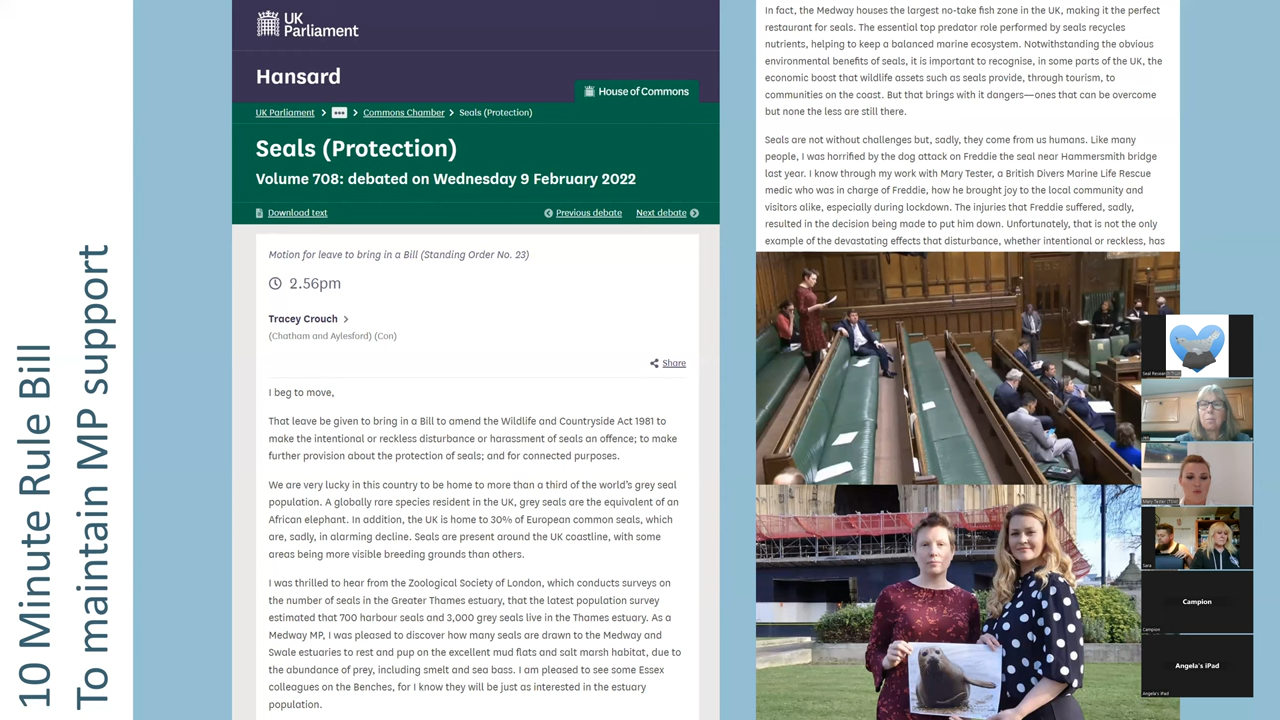 10 Minute Rule Bill
To maintain MP support
UK
Parliament
Hansard
House of Commons
UK Parliament > ••• > Commons Chamber > Seals (Protection)
Seals (Protection)
Volume 708: debated on Wednesday 9 February 2022
Download text
Previous debate
Next debate
Motion for leave to bring in a Bill (Standing Order No. 23)
2.56pm
Tracey Crouch >
(Chatham and Aylesford) (Con)
Share
I beg to move,
That leave be given to bring in a Bill to amend the Wildlife and Countryside Act 1981 to
make the intentional or reckless disturbance or harassment of seals an offence; to make
further provision about the protection of seals; and for connected purposes.
We are very lucky in this country to be home to more than a third of the world's grey seal
population. A globally rare species resident in the UK, grey seals are the equivalent of an
African elephant. In addition, the UK is home to 30% of European common seals, which
are, sadly, in alarming decline. Seals are present around the UK coastline, with some
areas being more visible breeding grounds than others.
I was thrilled to hear from the Zoological Society of London, which conducts surveys on
the number of seals in the Greater Thames estuary, that the latest population survey
estimated that 700 harbour seals and 3,000 grey seals live in the Thames estuary. As a
Medway MP, I was pleased to discover how many seals are drawn to the Medway and
Swale estuaries to rest and pup on the excellent mud flats and salt marsh habitat, due to
the abundance of prey, including smelt and sea bass. I am pleased to see some Essex
colleagues on the Benches, for I know they will be just as interested in the estuary
population.
In fact, the Medway houses the largest no-take fish zone in the UK, making it the perfect
restaurant for seals. The essential top predator role performed by seals recycles
nutrients, helping to keep a balanced marine ecosystem. Notwithstanding the obvious
environmental benefits of seals, it is important to recognise, in some parts of the UK, the
economic boost that wildlife assets such as seals provide, through tourism, to
communities on the coast. But that brings with it dangers—ones that can be overcome
but none the less are still there.
Seals are not without challenges but, sadly, they come from us humans. Like many
people, I was horrified by the dog attack on Freddie the seal near Hammersmith bridge
last year. I know through my work with Mary Tester, a British Divers Marine Life Rescue
medic who was in charge of Freddie, how he brought joy to the local community and
visitors alike, especially during lockdown. The injuries that Freddie suffered, sadly,
resulted in the decision being made to put him down. Unfortunately, that is not the only
example of the devastating effects that disturbance, whether intentional or reckless, has
Seal Research Trust
Sara
Campion
Campion
Angela's iPad
Angela's iPad